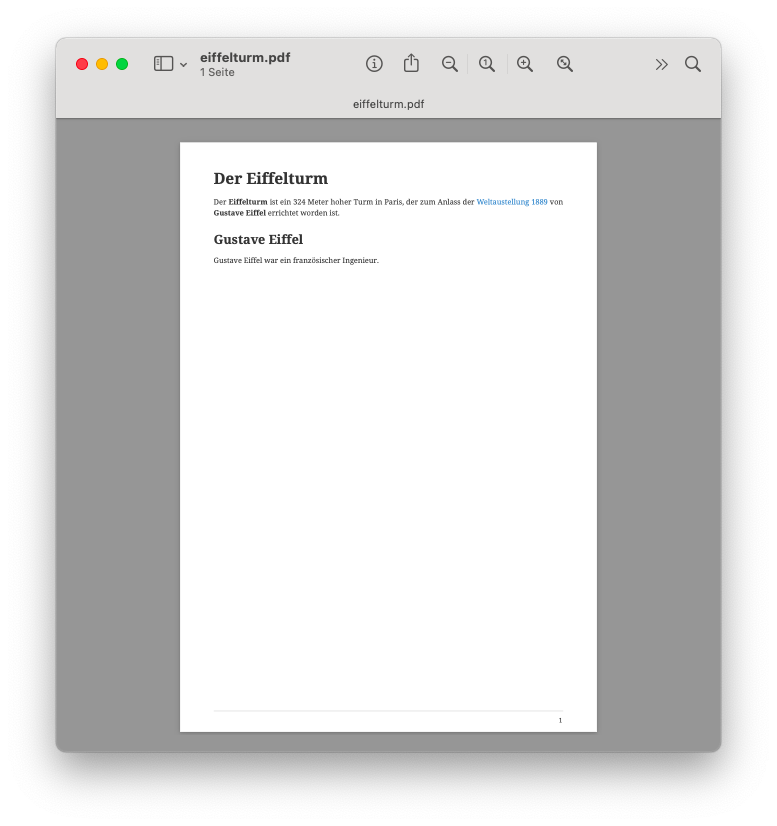 eiffelturm.pdf
1 Seite
eiffelturm.pdf
Der Eiffelturm
Der Eiffelturm ist ein 324 Meter hoher Turm in Paris, der zum Anlass der Weltaustellung 1889 von
Gustave Eiffel errichtet worden ist.
Gustave Eiffel
Gustave Eiffel war ein französischer Ingenieur.
1